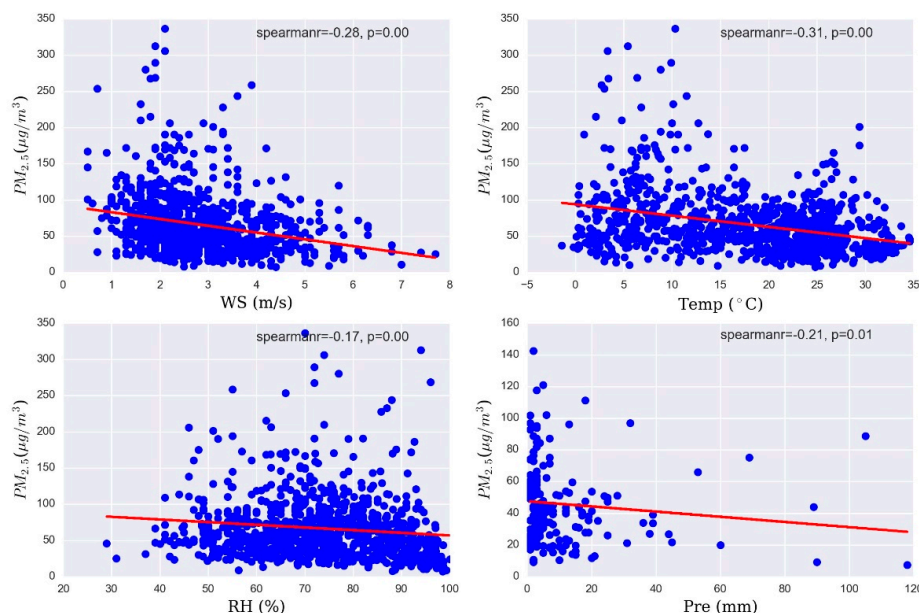 spearmanr=-0.28, p=0.00
PM2.5(μg/m3)
350
300
250
200
150
100
50
0
0 1 2 3 4 5 6 7 8
WS (m/s)
spearmanr=-0.31, p=0.00
PM2.5(μg/m3)
350
300
250
200
150
100
50
0
-5 0 5 10 15 20 25 30 35
Temp (°C)
spearmanr=-0.17, p=0.00
PM2.5(μg/m3)
350
300
250
200
150
100
50
0
20 30 40 50 60 70 80 90 100
RH (%)
spearmanr=-0.21, p=0.01
PM2.5(μg/m3)
160
140
120
100
80
60
40
20
0
0 20 40 60 80 100 120
Pre (mm)